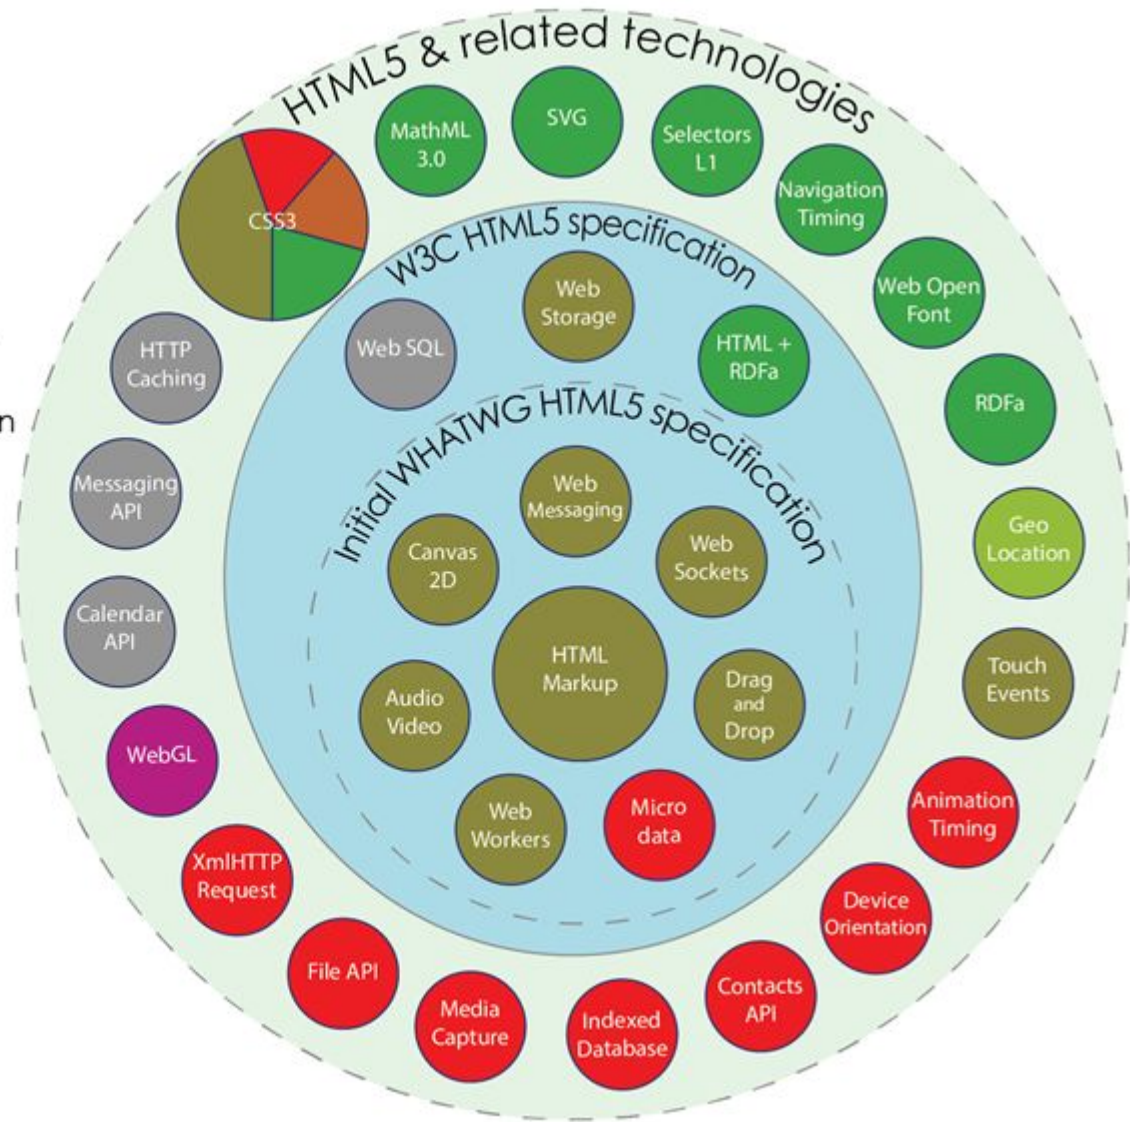 HTML5 & related technologies
MathML
3.0
SVG
Selectors
L1
Navigation
Timing
CSS3
W3C HTML5 specification
Web
Storage
Web Open
Font
Web SQL
HTML +
RDFa
HTTP
Caching
RDFa
n
Initial WHATWG HTML5 specification
Messaging
API
Web
Messaging
Geo
Location
Canvas
2D
Web
Sockets
Calendar
API
HTML
Markup
Touch
Events
Audio
Video
Drag
and
Drop
WebGL
Web
Workers
Micro
data
Animation
Timing
XmlHTTP
Request
Device
Orientation
File API
Media
Capture
Indexed
Database
Contacts
API